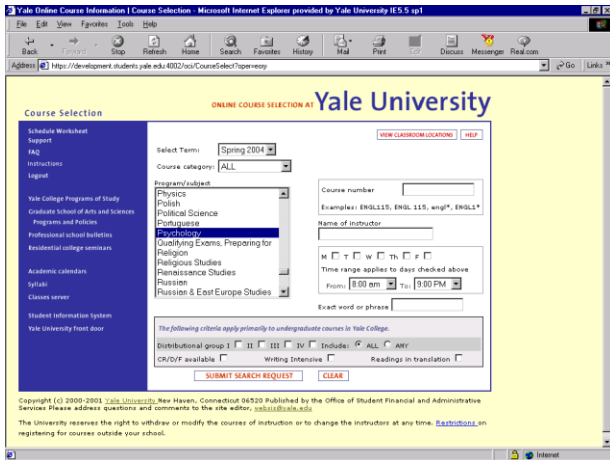 Yale Online Course Information | Course Selection - Microsoft Internet Explorer provided by Yale University IE5.5 sp1
File Edit View Favorites Tools Help
Back Forward Stop Refresh Home Search Favorites History Mail Print Edit Discuss Messenger Real.com
Address https://development.students.yale.edu:4002/oci/CourseSelect?oper=easy Go Links »
Course Selection
ONLINE COURSE SELECTION AT Yale University
Schedule Worksheet
Support
FAQ
Instructions
Logout
Yale College Programs of Study
Graduate School of Arts and Sciences
Programs and Policies
Professional school bulletins
Residential college seminars
Academic calendars
Syllabi
Classes server
Student Information System
Yale University front door
VIEW CLASSROOM LOCATIONS HELP
Select Term: Spring 2004
Course category: ALL
Program/subject
Physics
Polish
Political Science
Portuguese
Psychology
Qualifying Exams, Preparing for
Religion
Religious Studies
Renaissance Studies
Russian
Russian & East Europe Studies
Course number
Examples: ENGL115, ENGL 115, engl*, ENGL1*
Name of instructor
M T W Th F
Time range applies to days checked above
From: 8:00 am To: 9:00 PM
Exact word or phrase
The following criteria apply primarily to undergraduate courses in Yale College.
Distributional group I II III IV Include: ALL ANY
CR/D/F available Writing Intensive Readings in translation
SUBMIT SEARCH REQUEST CLEAR
Copyright (c) 2000-2001 Yale University New Haven, Connecticut 06520 Published by the Office of Student Financial and Administrative
Services Please address questions and comments to the site editor, websis@yale.edu
The University reserves the right to withdraw or modify the courses of instruction or to change the instructors at any time. Restrictions on
registering for courses outside your school.
Internet